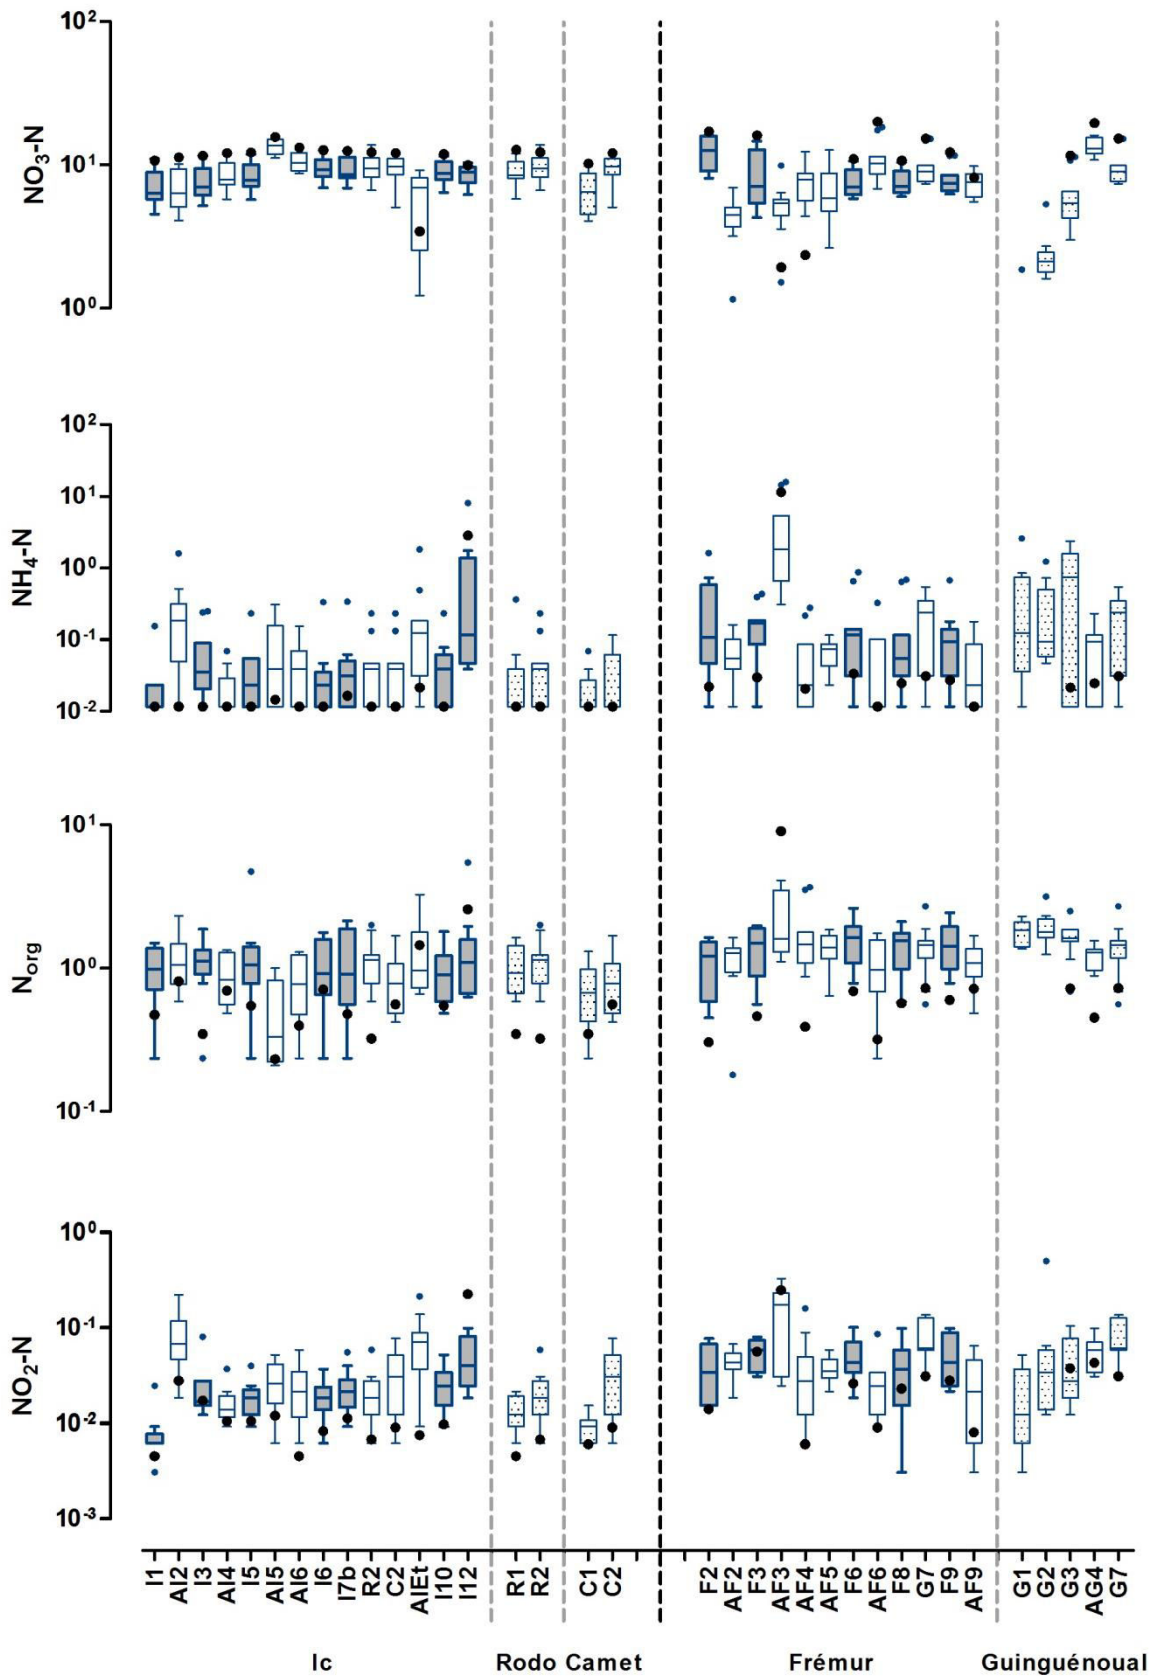 10²
NO₃-N
10¹
10⁰
10²
10¹
NH₄-N
10⁰
10⁻¹
10⁻²
10¹
Norg
10⁰
10⁻¹
10⁰
10⁻¹
NO₂-N
10⁻²
10⁻³
I1 AI2 I3 AI4 I5 AI5 AI6 I6 I7b R2 C2 AIEt I10 I12 R1 R2 C1 C2 F2 AF2 F3 AF3 AF4 AF5 F6 AF6 F8 G7 F9 AF9 G1 G2 G3 AG4 G7
Ic Rodo Camet Frémur Guinguénoual